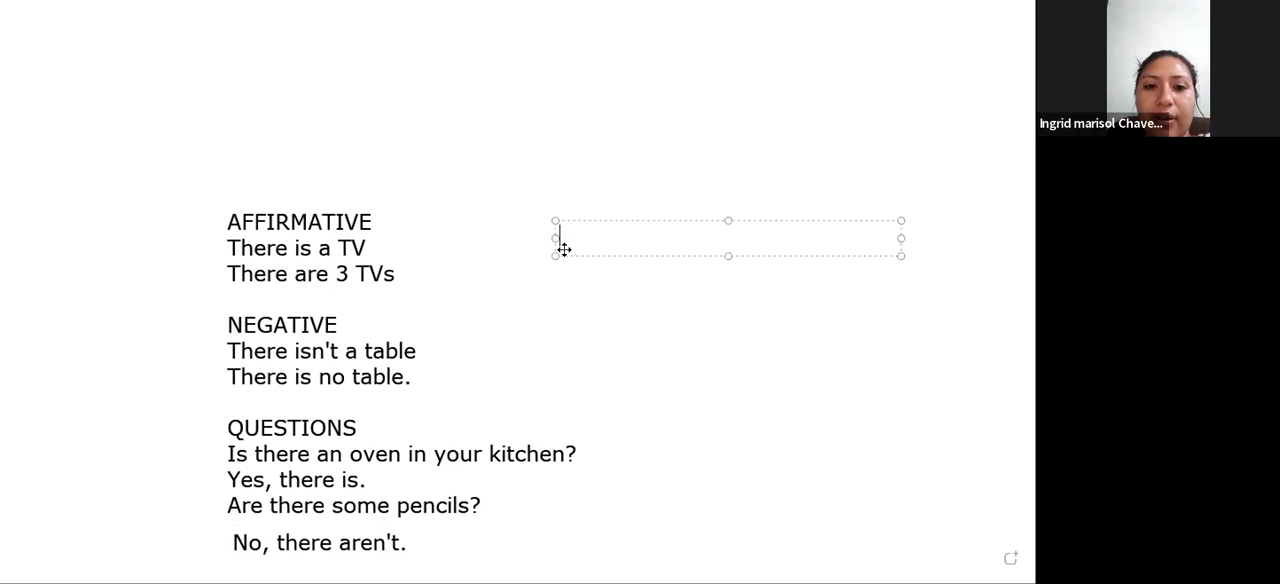 AFFIRMATIVE
There is a TV
There are 3 TVs
NEGATIVE
There isn't a table
There is no table.
QUESTIONS
Is there an oven in your kitchen?
Yes, there is.
Are there some pencils?
No, there aren't.
Ingrid marisol Chave...